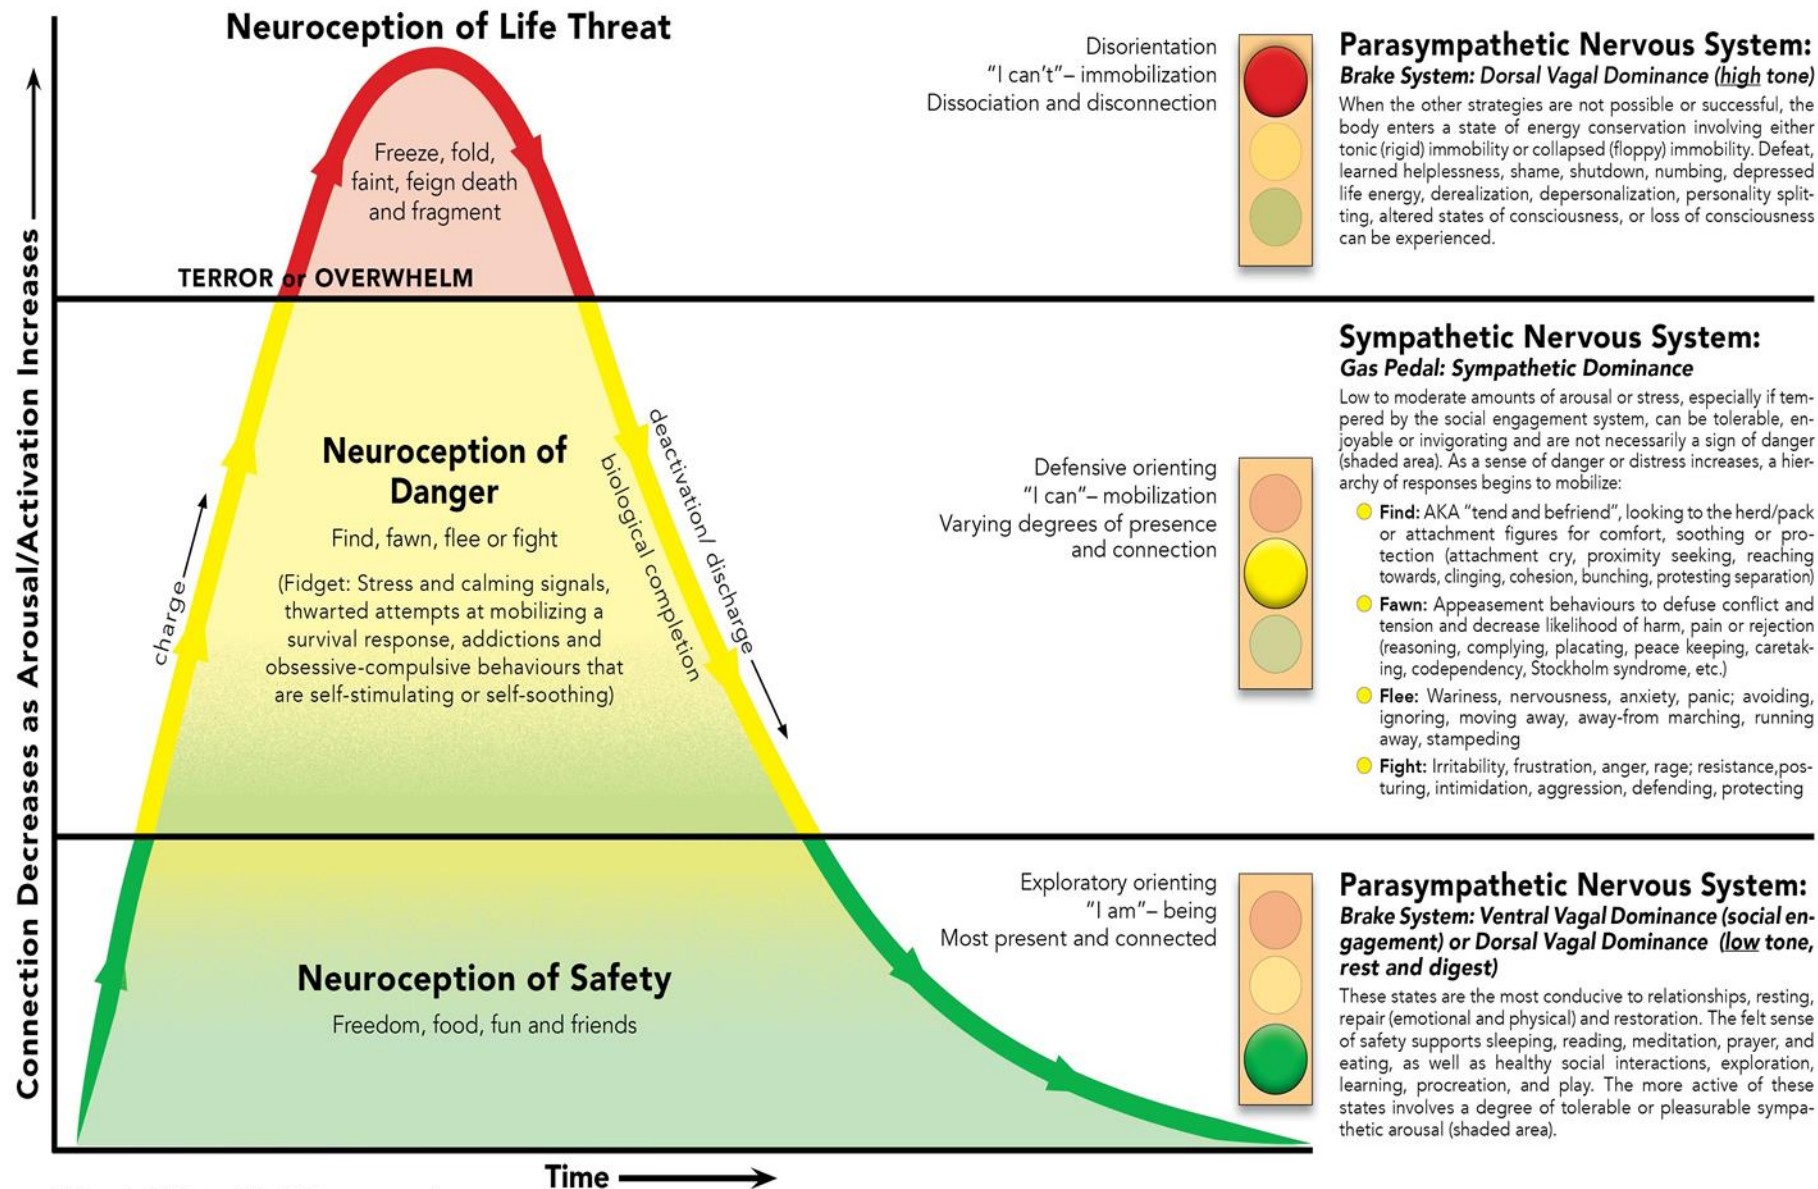 Neuroception of Life Threat
Freeze, fold,
faint, feign death
and fragment
TERROR or OVERWHELM
Neuroception of
Danger
Find, fawn, flee or fight
(Fidget: Stress and calming signals,
thwarted attempts at mobilizing a
survival response, addictions and
obsessive-compulsive behaviours that
are self-stimulating or self-soothing)
charge
deactivation/ discharge
biological completion
Neuroception of Safety
Freedom, food, fun and friends
Connection Decreases as Arousal/Activation Increases
Time
Disorientation
"I can't"– immobilization
Dissociation and disconnection
Parasympathetic Nervous System:
Brake System: Dorsal Vagal Dominance (high tone)
When the other strategies are not possible or successful, the
body enters a state of energy conservation involving either
tonic (rigid) immobility or collapsed (floppy) immobility. Defeat,
learned helplessness, shame, shutdown, numbing, depressed
life energy, derealization, depersonalization, personality split-
ting, altered states of consciousness, or loss of consciousness
can be experienced.
Defensive orienting
"I can"– mobilization
Varying degrees of presence
and connection
Sympathetic Nervous System:
Gas Pedal: Sympathetic Dominance
Low to moderate amounts of arousal or stress, especially if tem-
pered by the social engagement system, can be tolerable, en-
joyable or invigorating and are not necessarily a sign of danger
(shaded area). As a sense of danger or distress increases, a hier-
archy of responses begins to mobilize:
Find: AKA "tend and befriend", looking to the herd/pack
or attachment figures for comfort, soothing or pro-
tection (attachment cry, proximity seeking, reaching
towards, clinging, cohesion, bunching, protesting separation)
Fawn: Appeasement behaviours to defuse conflict and
tension and decrease likelihood of harm, pain or rejection
(reasoning, complying, placating, peace keeping, caretak-
ing, codependency, Stockholm syndrome, etc.)
Flee: Wariness, nervousness, anxiety, panic; avoiding,
ignoring, moving away, away-from marching, running
away, stampeding
Fight: Irritability, frustration, anger, rage; resistance,pos-
turing, intimidation, aggression, defending, protecting
Exploratory orienting
"I am"– being
Most present and connected
Parasympathetic Nervous System:
Brake System: Ventral Vagal Dominance (social en-
gagement) or Dorsal Vagal Dominance (low tone,
rest and digest)
These states are the most conducive to relationships, resting,
repair (emotional and physical) and restoration. The felt sense
of safety supports sleeping, reading, meditation, prayer, and
eating, as well as healthy social interactions, exploration,
learning, procreation, and play. The more active of these
states involves a degree of tolerable or pleasurable sympa-
thetic arousal (shaded area).